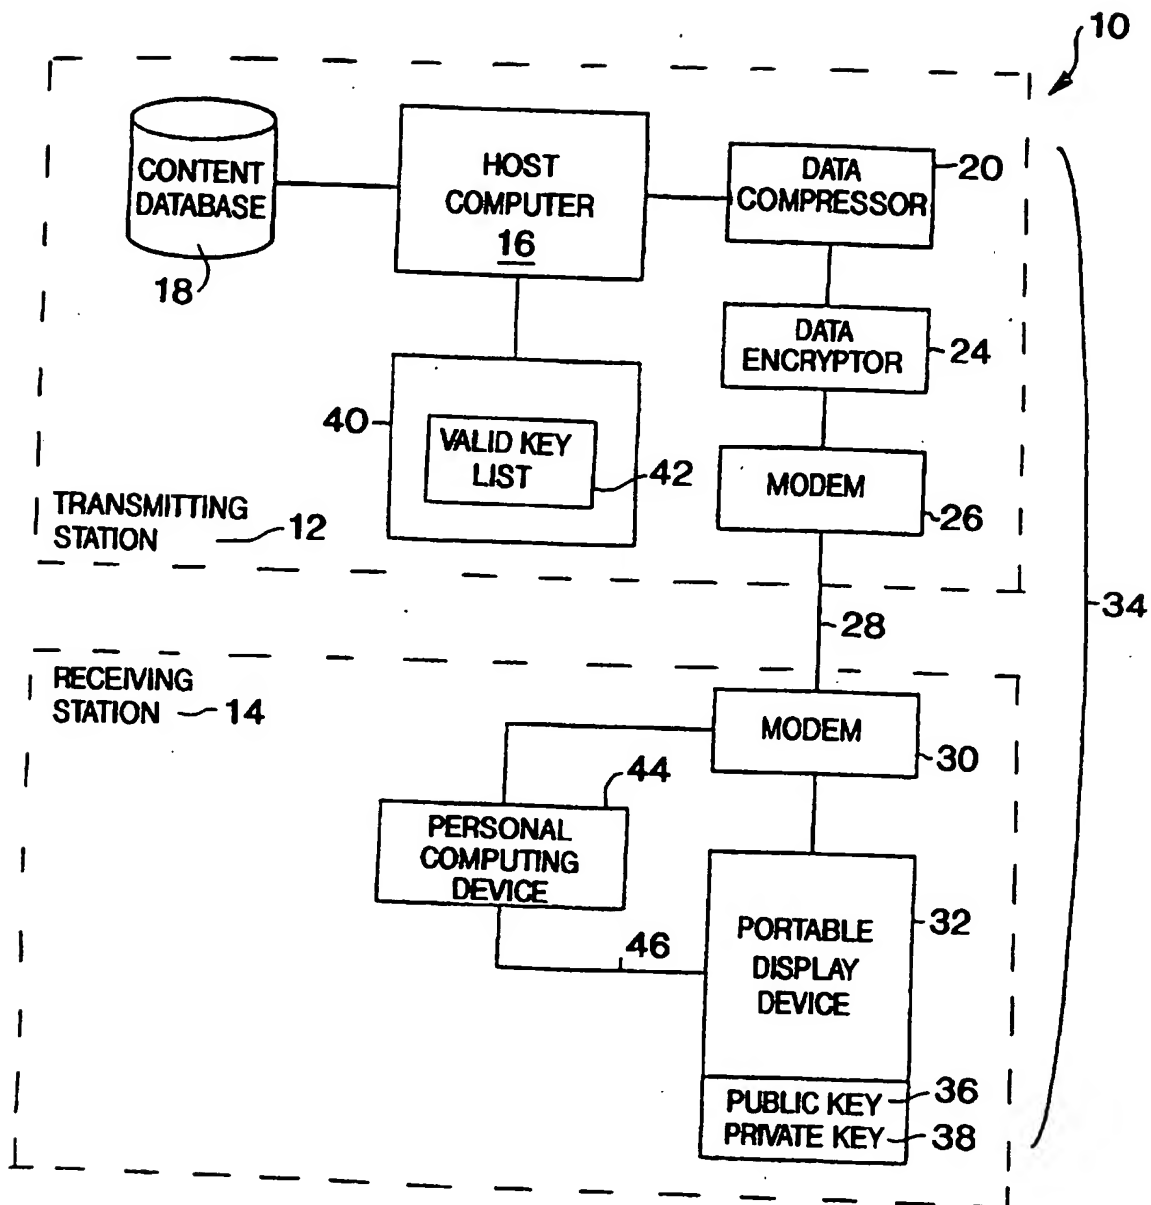 10
CONTENT
DATABASE
18
HOST
COMPUTER
16
DATA
COMPRESSOR
20
DATA
ENCRYPTOR
24
40
VALID KEY
LIST
42
MODEM
26
TRANSMITTING
STATION
12
28
34
RECEIVING
STATION
14
MODEM
30
44
PERSONAL
COMPUTING
DEVICE
46
PORTABLE
DISPLAY
DEVICE
32
PUBLIC KEY
36
PRIVATE KEY
38